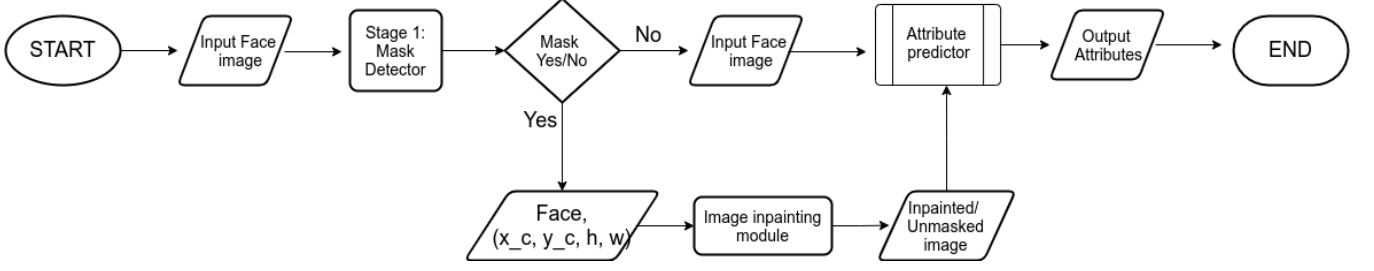 START
Input Face
image
Stage 1:
Mask
Detector
Mask
Yes/No
No
Input Face
image
Attribute
predictor
Output
Attributes
END
Yes
Face,
(x_c, y_c, h, w)
Image inpainting
module
Inpainted/
Unmasked
image